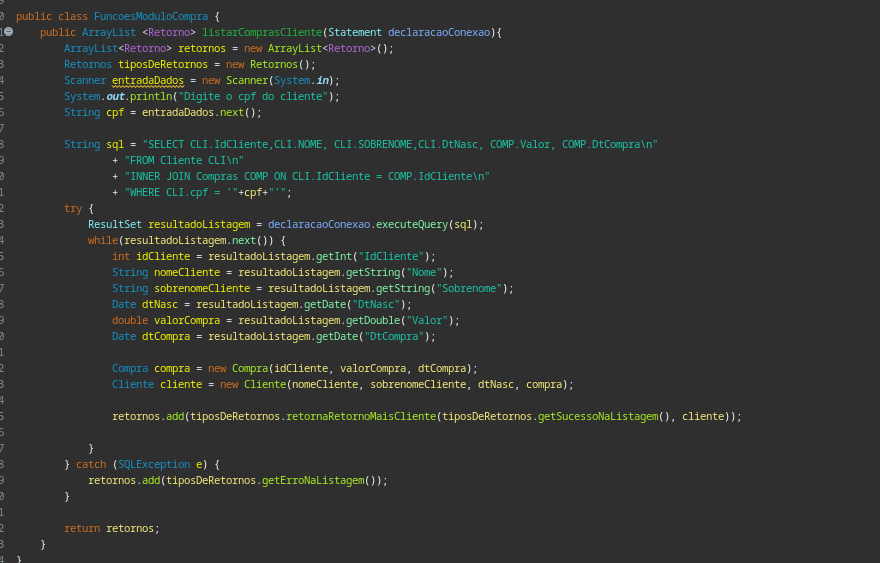 public class FuncoesModuloCompra {
public ArrayList <Retorno> listarComprasCliente(Statement declaracaoConexao){
ArrayList<Retorno> retornos = new ArrayList<Retorno>();
Retornos tiposDeRetornos = new Retornos();
Scanner entradaDados = new Scanner(System.in);
System.out.println("Digite o cpf do cliente");
String cpf = entradaDados.next();
String sql = "SELECT CLI.IdCliente,CLI.NOME, CLI.SOBRENOME,CLI.DtNasc, COMP.Valor, COMP.DtCompra\n"
+ "FROM Cliente CLI\n"
+ "INNER JOIN Compras COMP ON CLI.IdCliente = COMP.IdCliente\n"
+ "WHERE CLI.cpf = '"+cpf+"'";
try {
ResultSet resultadoListagem = declaracaoConexao.executeQuery(sql);
while(resultadoListagem.next()) {
int idCliente = resultadoListagem.getInt("IdCliente");
String nomeCliente = resultadoListagem.getString("Nome");
String sobrenomeCliente = resultadoListagem.getString("Sobrenome");
Date dtNasc = resultadoListagem.getDate("DtNasc");
double valorCompra = resultadoListagem.getDouble("Valor");
Date dtCompra = resultadoListagem.getDate("DtCompra");
Compra compra = new Compra(idCliente, valorCompra, dtCompra);
Cliente cliente = new Cliente(nomeCliente, sobrenomeCliente, dtNasc, compra);
retornos.add(tiposDeRetornos.retornaRetornoMaisCliente(tiposDeRetornos.getSucessoNaListagem(), cliente));
}
} catch (SQLException e) {
retornos.add(tiposDeRetornos.getErroNaListagem());
}
return retornos;
}
}